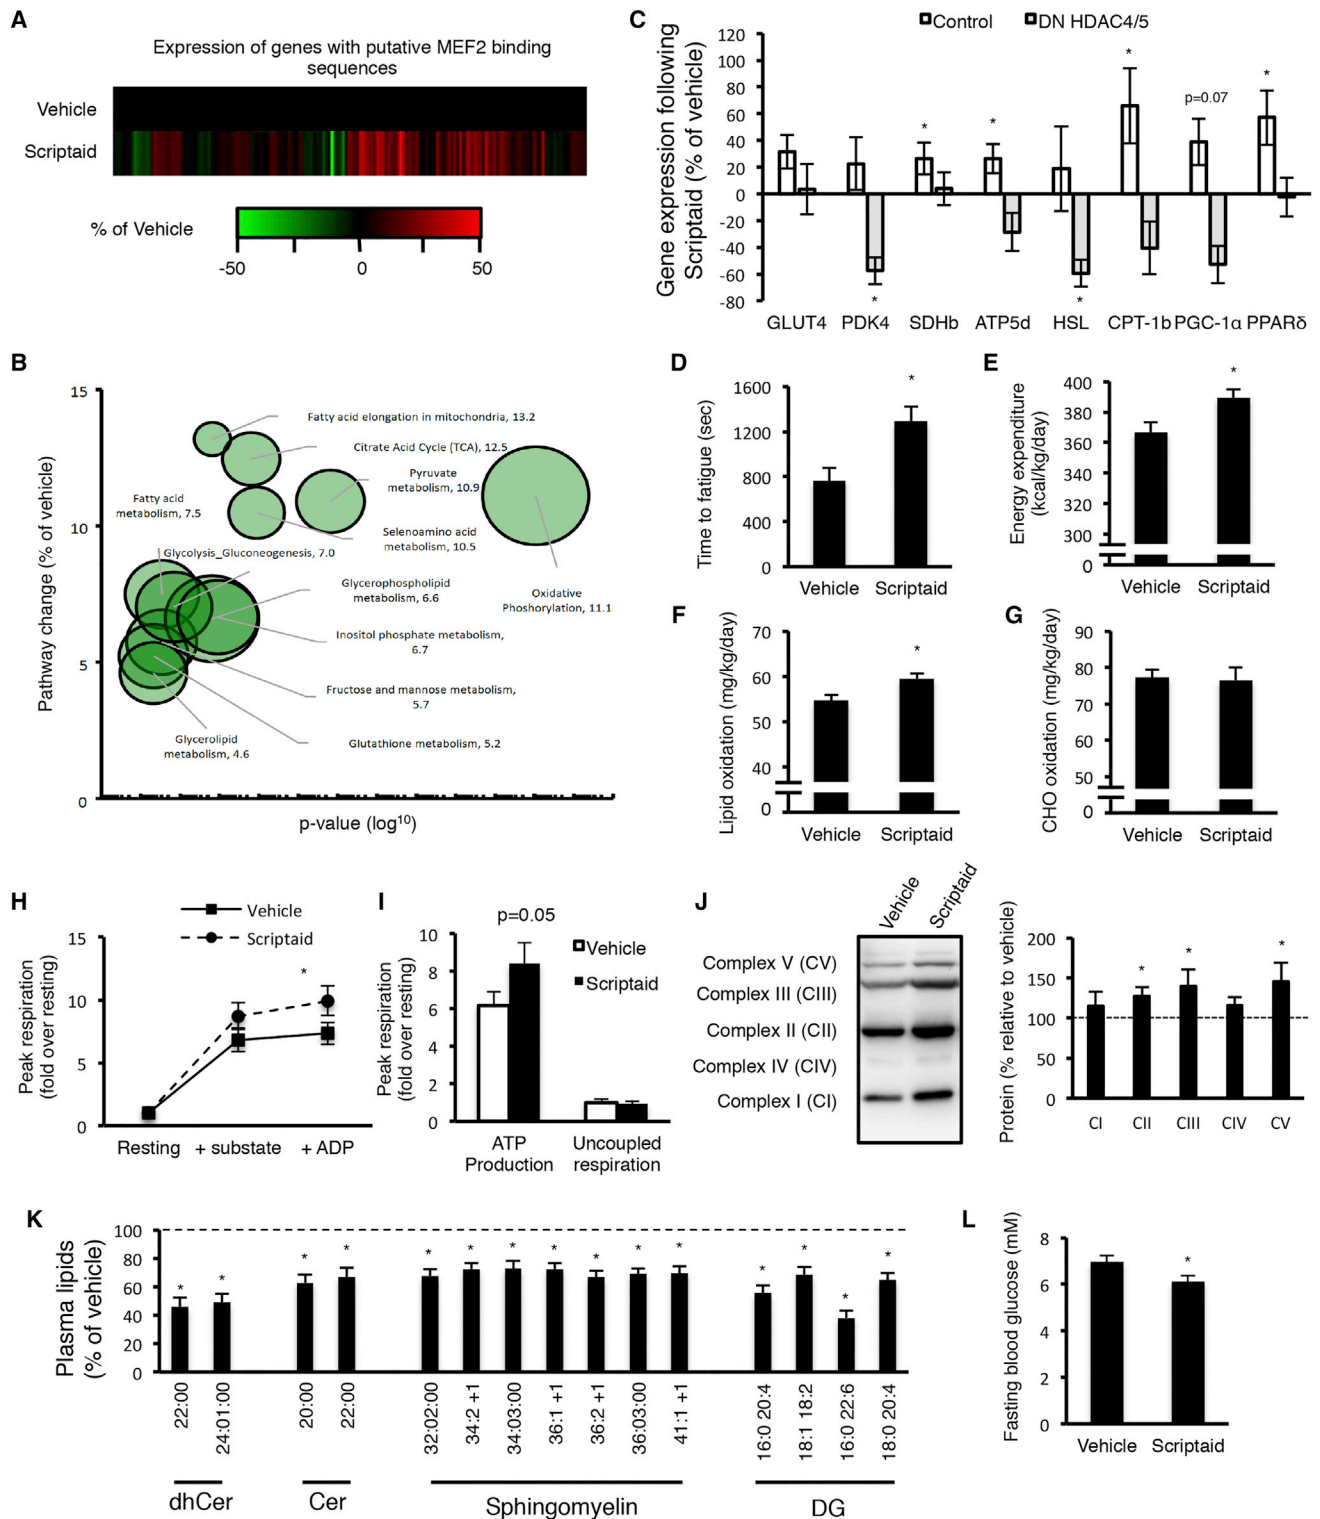 A
Expression of genes with putative MEF2 binding
sequences
Vehicle
Scriptaid
% of Vehicle
-50
0
50
B
Pathway change (% of vehicle)
15
10
5
0
Fatty acid elongation in mitochondria, 13.2
Citrate Acid Cycle (TCA), 12.5
Pyruvate
metabolism, 10.9
Fatty acid
metabolism, 7.5
Selenoamino acid
metabolism, 10.5
Glycolysis_Gluconeogenesis, 7.0
Glycerophospholipid
metabolism, 6.6
Oxidative
Phoshorylation, 11.1
Inositol phosphate metabolism,
6.7
Fructose and mannose metabolism,
5.7
Glycerolipid
metabolism, 4.6
Glutathione metabolism, 5.2
p-value (log10)
C
Control
DN HDAC4/5
Gene expression following
Scriptaid (% of vehicle)
120
100
80
60
40
20
0
-20
-40
-60
-80
*
*
*
*
p=0.07
*
*
*
GLUT4
PDK4
SDHb
ATP5d
HSL
CPT-1b
PGC-1α
PPARδ
D
Time to fatigue (sec)
1600
1200
800
400
0
*
Vehicle
Scriptaid
E
Energy expenditure
(kcal/kg/day)
400
380
360
340
320
300
0
*
Vehicle
Scriptaid
F
Lipid oxidation (mg/kg/day)
70
60
50
40
0
*
Vehicle
Scriptaid
G
CHO oxidation (mg/kg/day)
90
80
70
60
50
0
Vehicle
Scriptaid
H
Vehicle
Scriptaid
Peak respiration
(fold over resting)
15
10
5
0
*
Resting
+ substate
+ ADP
I
p=0.05
Vehicle
Scriptaid
Peak respiration
(fold over resting)
10
8
6
4
2
0
ATP
Production
Uncoupled
respiration
J
Vehicle
Scriptaid
Complex V (CV)
Complex III (CIII)
Complex II (CII)
Complex IV (CIV)
Complex I (CI)
Protein (% relative to vehicle)
200
150
100
50
0
*
*
*
CI
CII
CIII
CIV
CV
K
Plasma lipids
(% of vehicle)
100
80
60
40
20
0
* * * * * * * * * * * * * * *
22:00
24:01:00
20:00
22:00
32:02:00
34:2 +1
34:03:00
36:1 +1
36:2 +1
36:03:00
41:1 +1
16:0 20:4
18:1 18:2
16:0 22:6
18:0 20:4
dhCer
Cer
Sphingomyelin
DG
L
Fasting blood glucose (mM)
8
6
4
2
0
*
Vehicle
Scriptaid